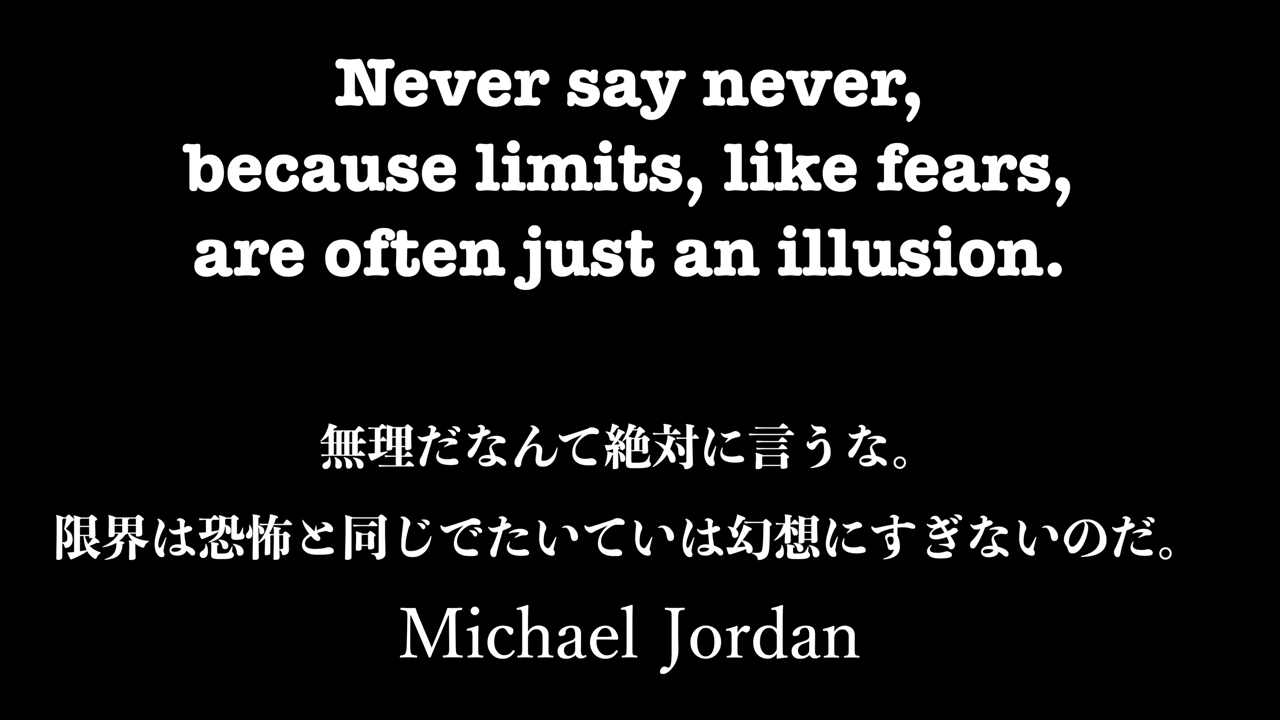 Never say never,
because limits, like fears,
are often just an illusion.
無理だなんて絶対に言うな。
限界は恐怖と同じでたいていは幻想にすぎないのだ。
Michael Jordan